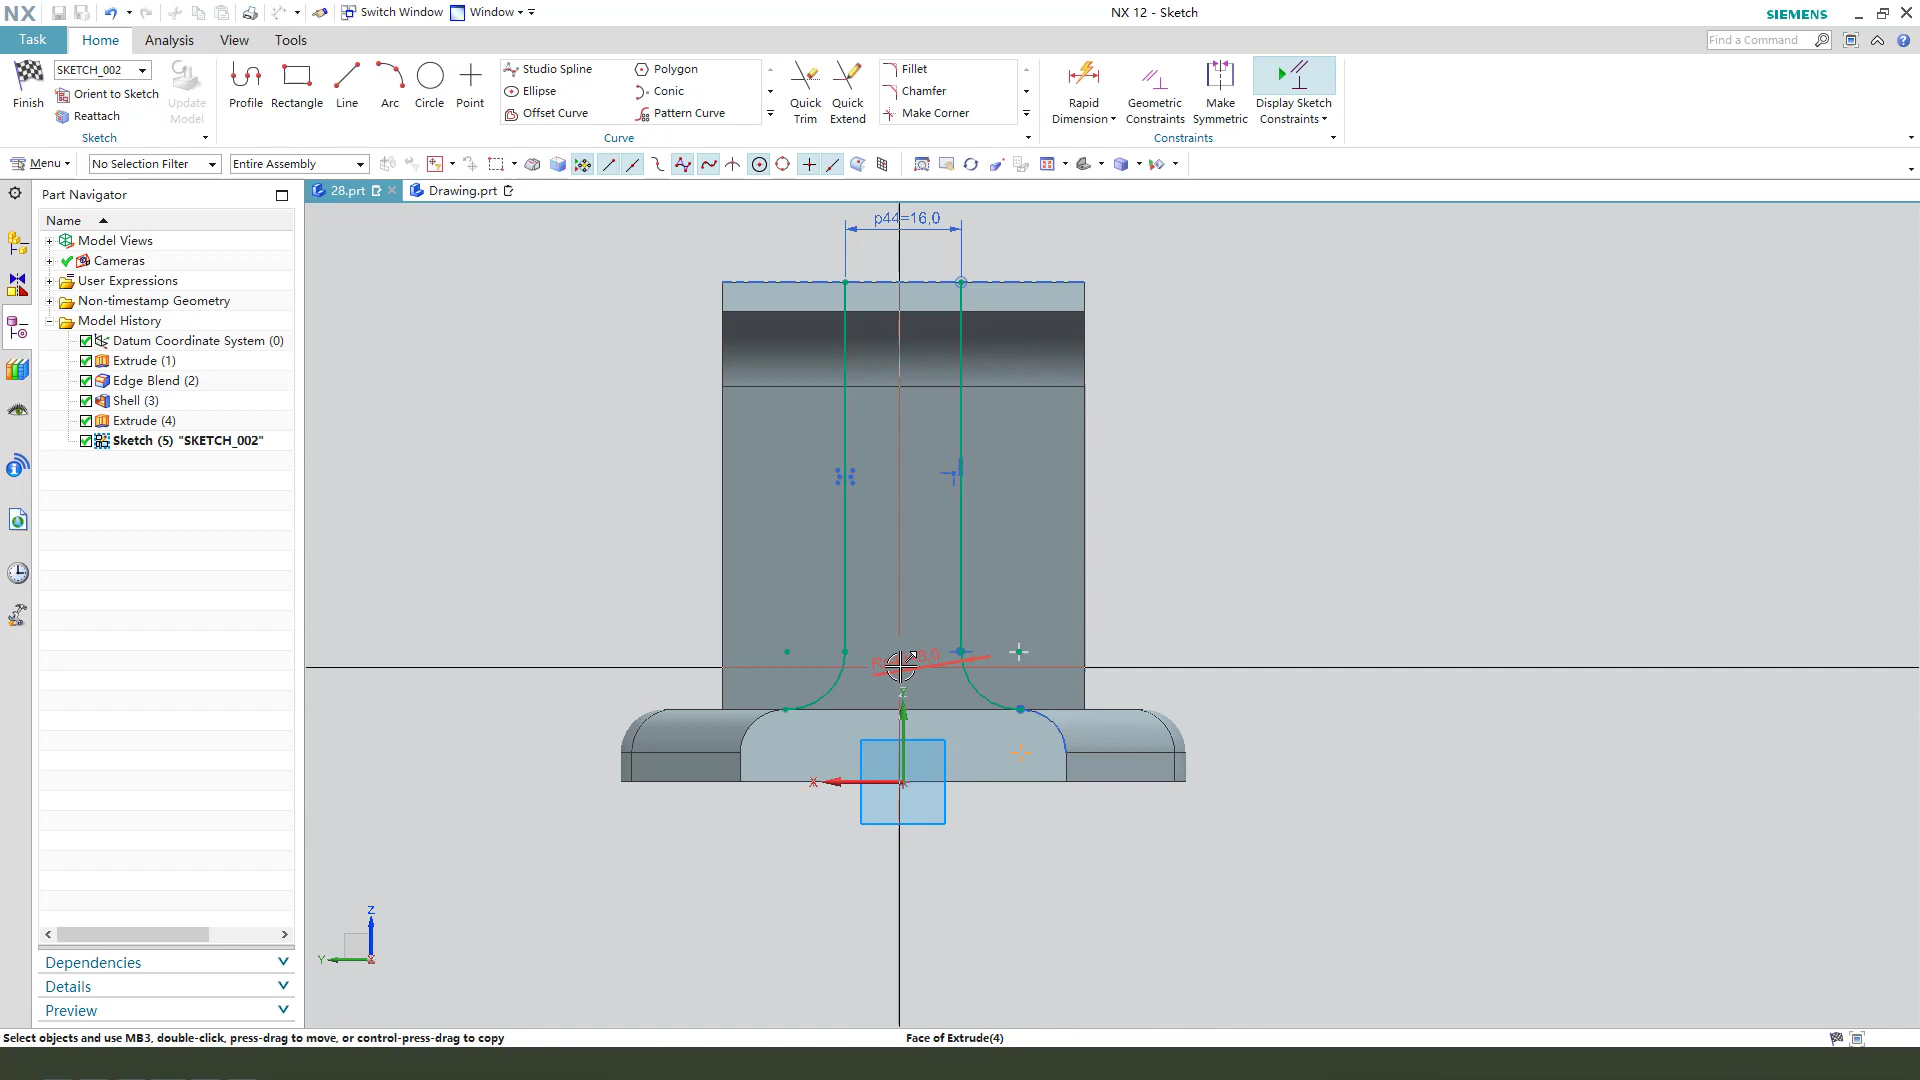 NX
Switch Window
Window
NX 12 - Sketch
SIEMENS
Task
Home
Analysis
View
Tools
Find a Command
Finish
SKETCH_002
Orient to Sketch
Reattach
Update
Model
Sketch
Profile
Rectangle
Line
Arc
Circle
Point
Studio Spline
Ellipse
Offset Curve
Polygon
Conic
Pattern Curve
Curve
Quick
Trim
Quick
Extend
Fillet
Chamfer
Make Corner
Rapid
Dimension
Geometric
Constraints
Make
Symmetric
Display Sketch
Constraints
Constraints
Menu
No Selection Filter
Entire Assembly
Part Navigator
28.prt
Drawing.prt
Name
Model Views
Cameras
User Expressions
Non-timestamp Geometry
Model History
Datum Coordinate System (0)
Extrude (1)
Edge Blend (2)
Shell (3)
Extrude (4)
Sketch (5) "SKETCH_002"
p44=16,0
X
Z
Y
Dependencies
Details
Preview
Select objects and use MB3, double-click, press-drag to move, or control-press-drag to copy
Face of Extrude(4)